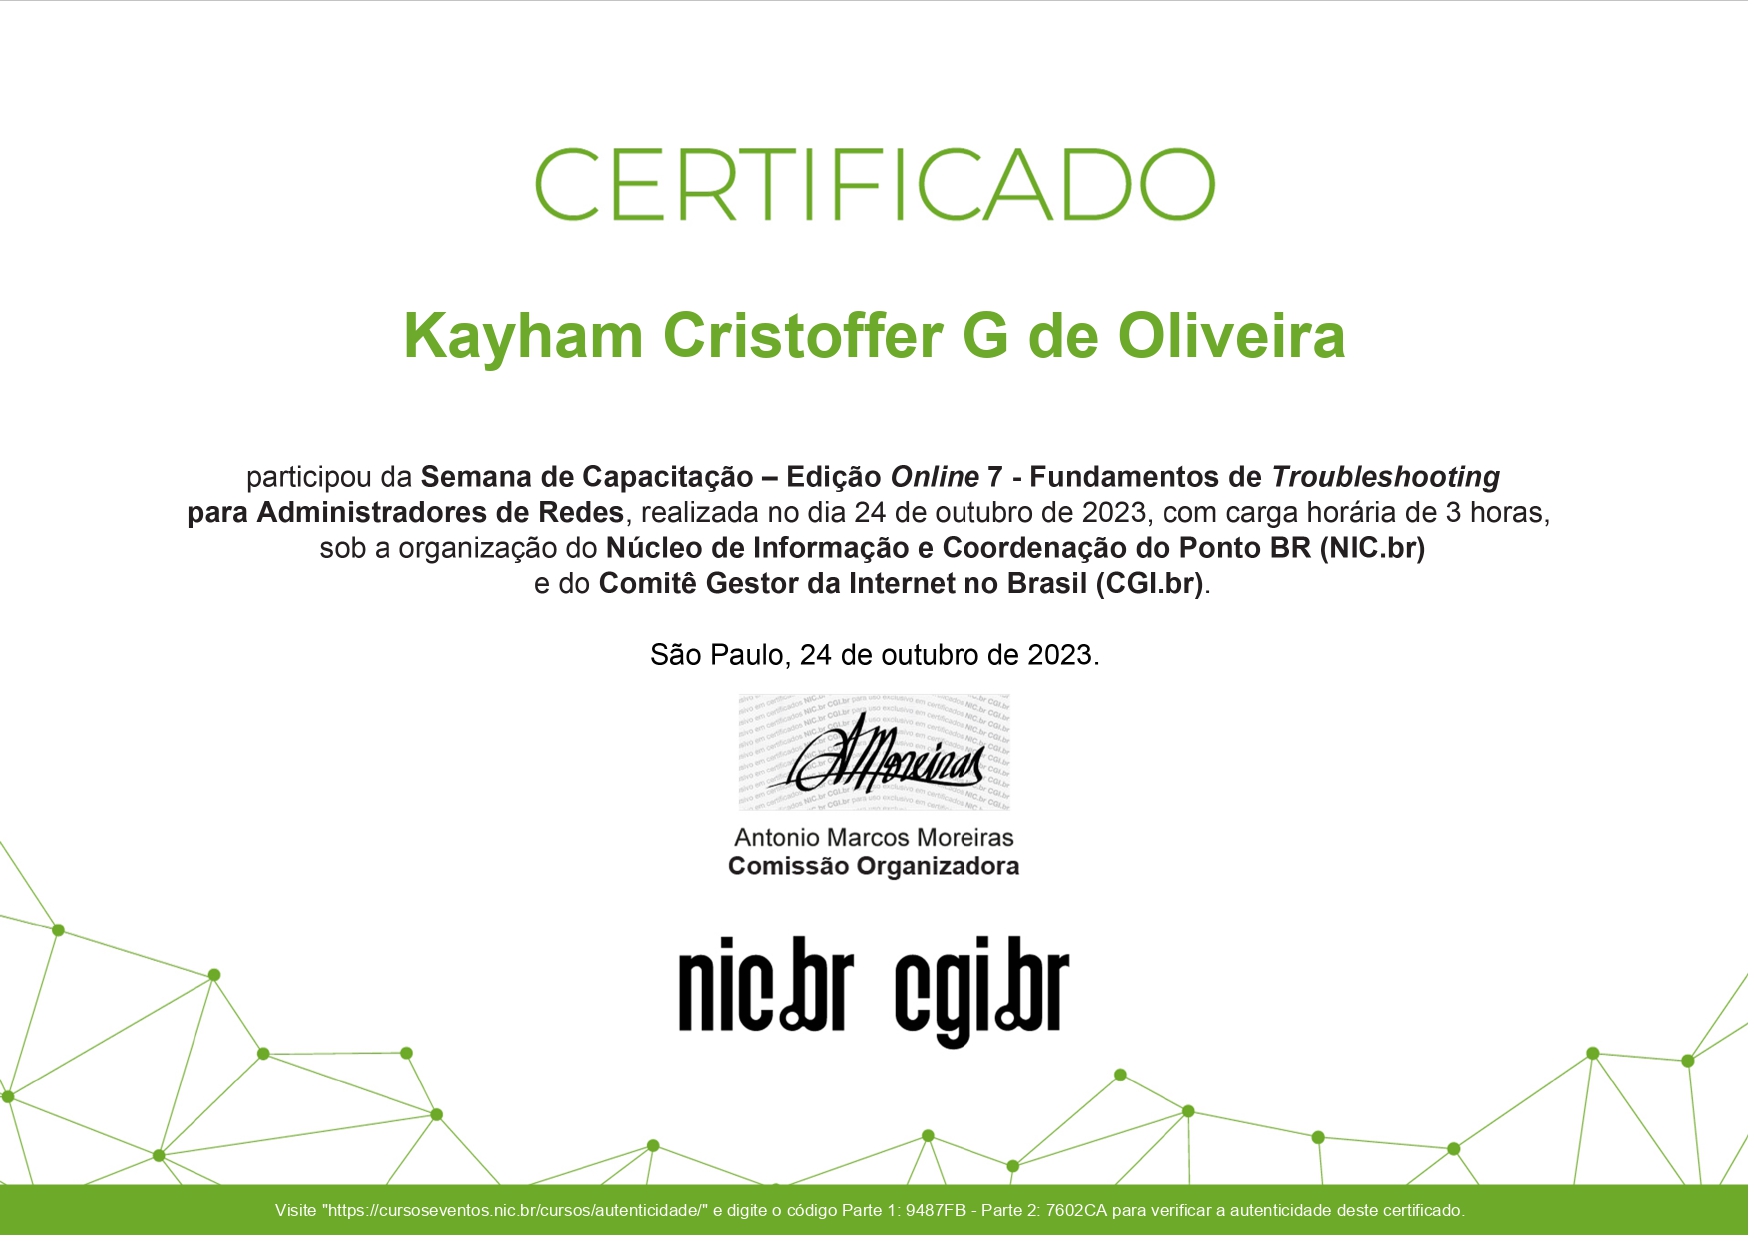 CERTIFICADO
Kayham Cristoffer G de Oliveira
participou da Semana de Capacitação – Edição Online 7 - Fundamentos de Troubleshooting
para Administradores de Redes, realizada no dia 24 de outubro de 2023, com carga horária de 3 horas,
sob a organização do Núcleo de Informação e Coordenação do Ponto BR (NIC.br)
e do Comitê Gestor da Internet no Brasil (CGI.br).
São Paulo, 24 de outubro de 2023.
AMoreiras
Antonio Marcos Moreiras
Comissão Organizadora
nic.br cgi.br
Visite "https://cursoseventos.nic.br/cursos/autenticidade/" e digite o código Parte 1: 9487FB - Parte 2: 7602CA para verificar a autenticidade deste certificado.